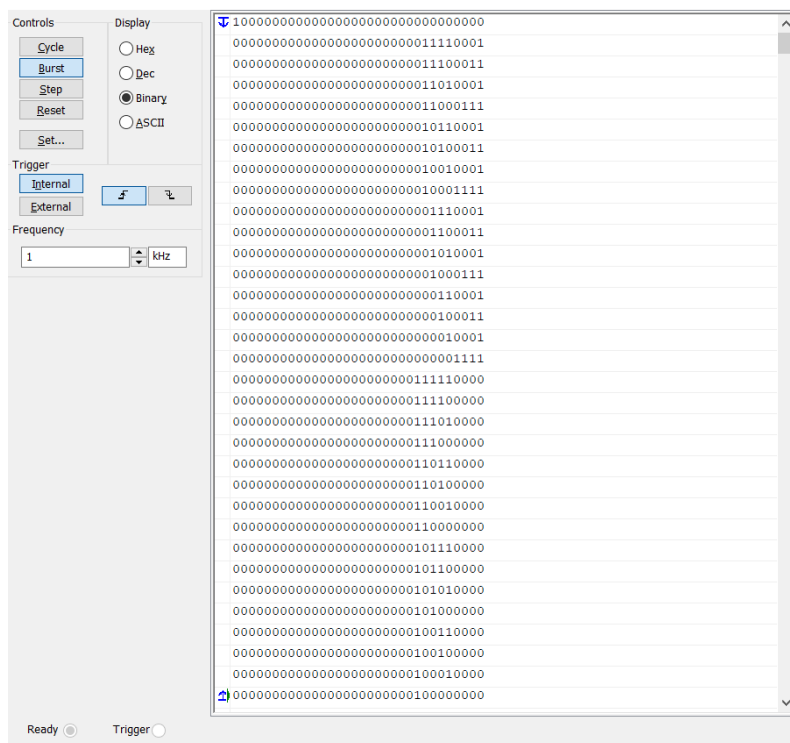 Controls
Cycle
Burst
Step
Reset
Set...
Display
Hex
Dec
Binary
ASCII
Trigger
Internal
External
Frequency
1 kHz
Ready
Trigger
10000000000000000000000000000000
00000000000000000000000011110001
00000000000000000000000011100011
00000000000000000000000011010001
00000000000000000000000011000111
00000000000000000000000010110001
00000000000000000000000010100011
00000000000000000000000010010001
00000000000000000000000010001111
00000000000000000000000001110001
00000000000000000000000001100011
00000000000000000000000001010001
00000000000000000000000001000111
00000000000000000000000000110001
00000000000000000000000000100011
00000000000000000000000000010001
00000000000000000000000000001111
00000000000000000000000111110000
00000000000000000000000111100000
00000000000000000000000111010000
00000000000000000000000111000000
00000000000000000000000110110000
00000000000000000000000110100000
00000000000000000000000110010000
00000000000000000000000110000000
00000000000000000000000101110000
00000000000000000000000101100000
00000000000000000000000101010000
00000000000000000000000101000000
00000000000000000000000100110000
00000000000000000000000100100000
00000000000000000000000100010000
00000000000000000000000100000000